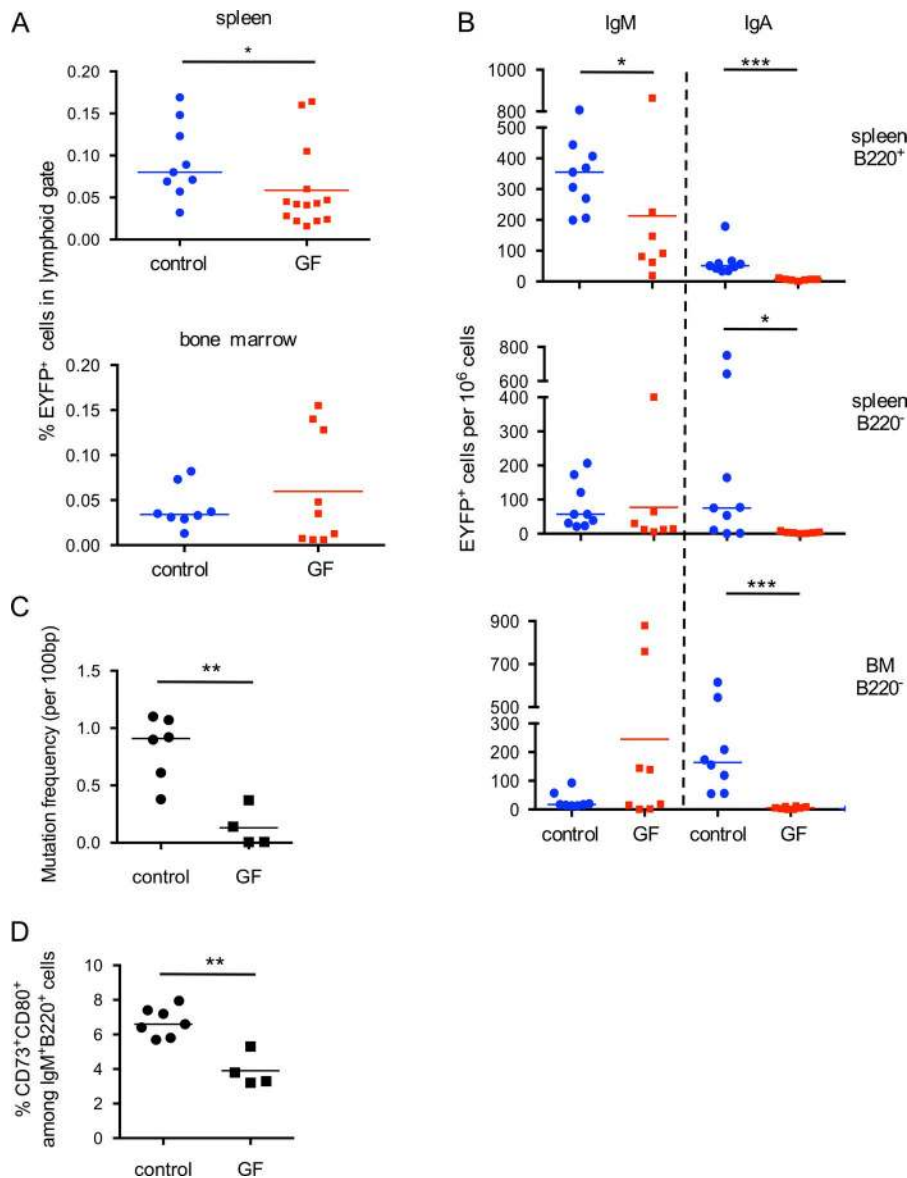 A
spleen
*
0.20
0.15
0.10
0.05
0.00
control
GF
bone marrow
0.20
0.15
0.10
0.05
0.00
control
GF
% EYFP⁺ cells in lymphoid gate
B
IgM
IgA
*
***
1000
800
500
400
300
200
100
0
spleen
B220⁺
*
800
600
400
300
200
100
0
spleen
B220⁻
***
900
700
500
300
200
100
0
BM
B220⁻
control
GF
control
GF
EYFP⁺ cells per 10⁶ cells
C
**
1.5
1.0
0.5
0.0
control
GF
Mutation frequency (per 100bp)
D
**
10
8
6
4
2
0
control
GF
% CD73⁺CD80⁺
among IgM⁺B220⁺ cells